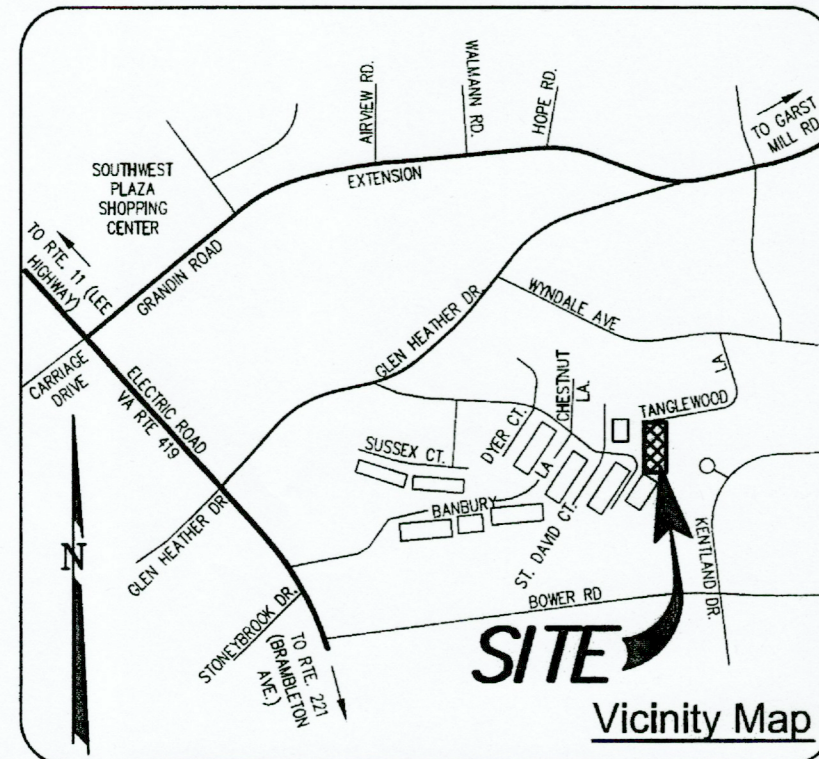 WALMANN RD.
AIRVIEW RD.
HOPE RD.
TO GARST
MILL RD
SOUTHWEST
PLAZA
SHOPPING
CENTER
EXTENSION
TO RTE. 11 (LEE
HIGHWAY)
GRANDIN ROAD
WYNDALE AVE
GLEN HEATHER DR.
CARRIAGE
DRIVE
ELECTRIC ROAD
VA RTE 419
CHESTNUT
LA.
LA
TANGLEWOOD
DYER CT.
SUSSEX CT.
LA
BANBURY
ST. DAVID CT.
KENTLAND DR.
GLEN HEATHER DR.
N
STONEYBROOK DR.
BOWER RD
TO RTE. 221
(BRAMBLETON
AVE.)
SITE
Vicinity Map